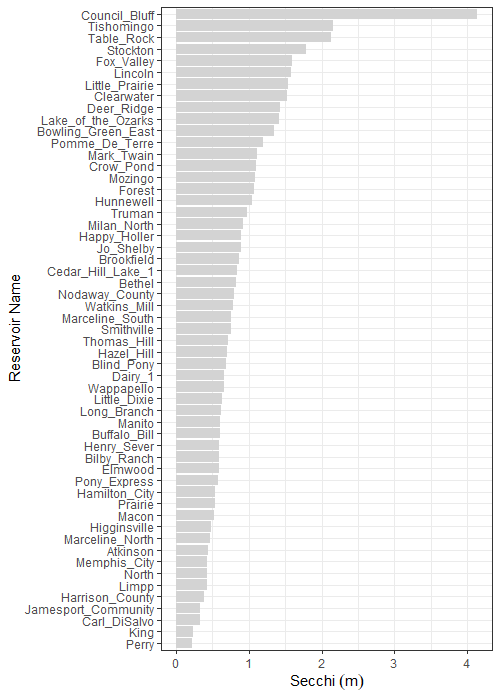 Council_Bluff
Tishomingo
Table_Rock
Stockton
Fox_Valley
Lincoln
Little_Prairie
Clearwater
Deer_Ridge
Lake_of_the_Ozarks
Bowling_Green_East
Pomme_De_Terre
Mark_Twain
Crow_Pond
Mozingo
Forest
Hunnewell
Truman
Milan_North
Happy_Holler
Jo_Shelby
Brookfield
Cedar_Hill_Lake_1
Bethel
Nodaway_County
Watkins_Mill
Marceline_South
Smithville
Thomas_Hill
Hazel_Hill
Blind_Pony
Dairy_1
Wappapello
Little_Dixie
Long_Branch
Manito
Buffalo_Bill
Henry_Sever
Bilby_Ranch
Elmwood
Pony_Express
Hamilton_City
Prairie
Macon
Higginsville
Marceline_North
Atkinson
Memphis_City
North
Limpp
Harrison_County
Jamesport_Community
Carl_DiSalvo
King
Perry
Reservoir Name
0 1 2 3 4
Secchi (m)